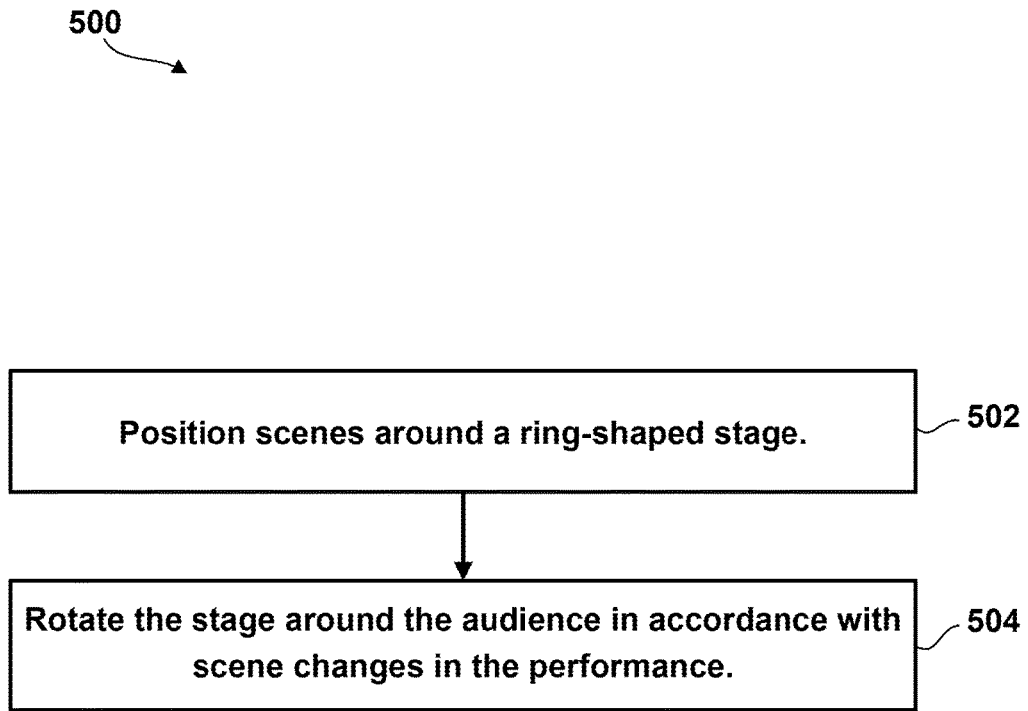 500
Position scenes around a ring-shaped stage.
502
Rotate the stage around the audience in accordance with
scene changes in the performance.
504